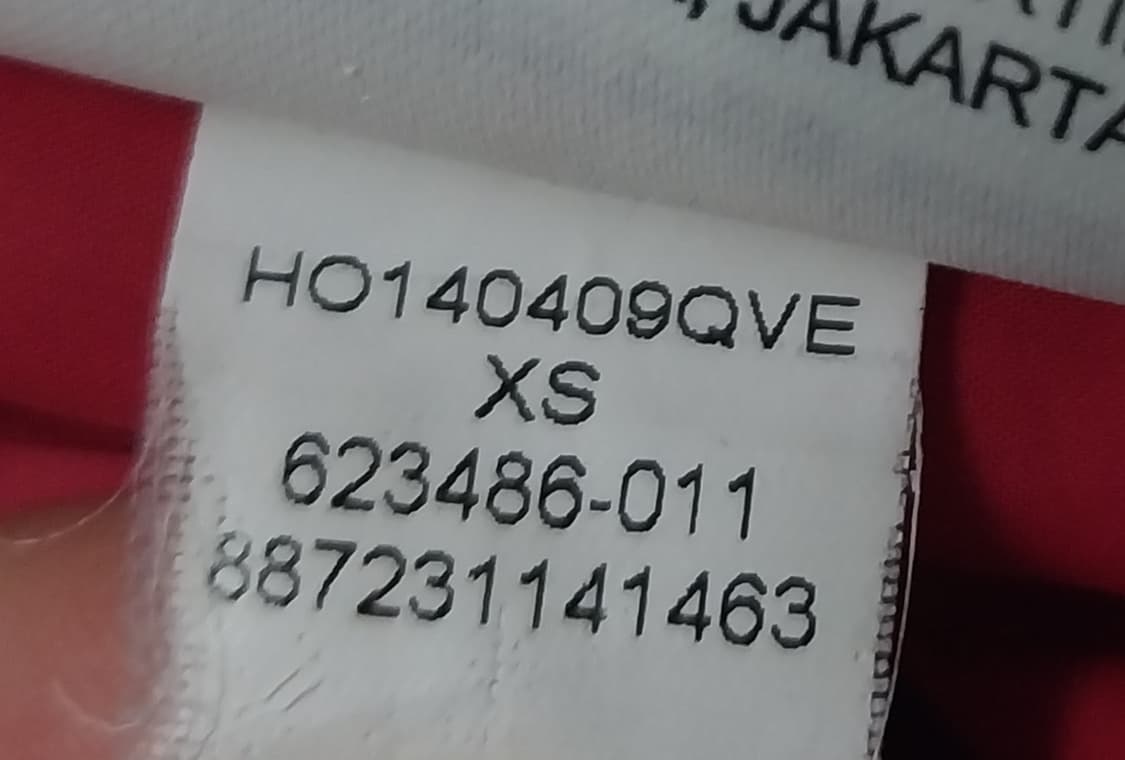 , JAKARTA
HO140409QVE
XS
623486-011
887231141463